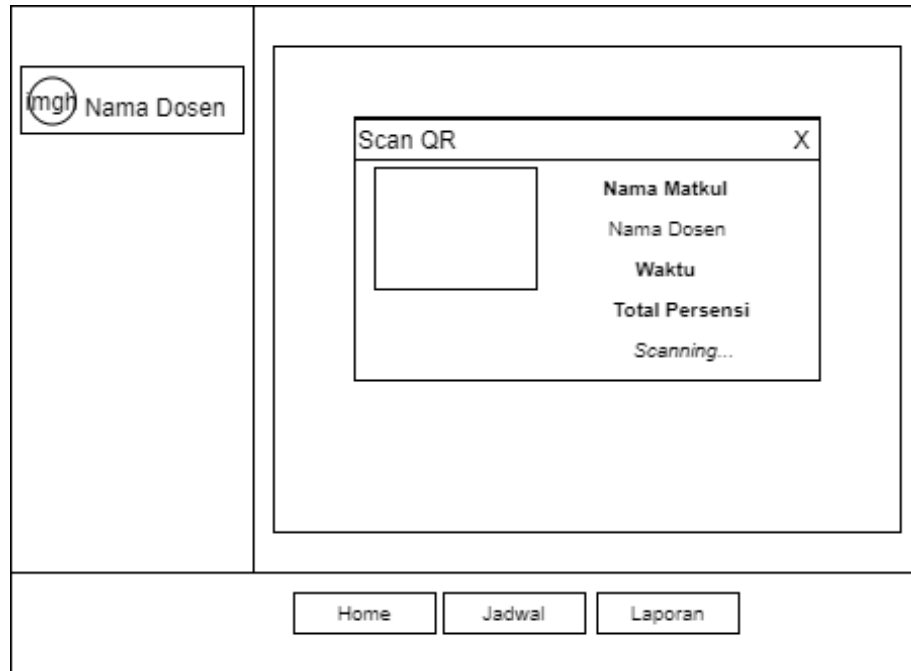 imgh
Nama Dosen
Scan QR
X
Nama Matkul
Nama Dosen
Waktu
Total Persensi
Scanning...
Home
Jadwal
Laporan